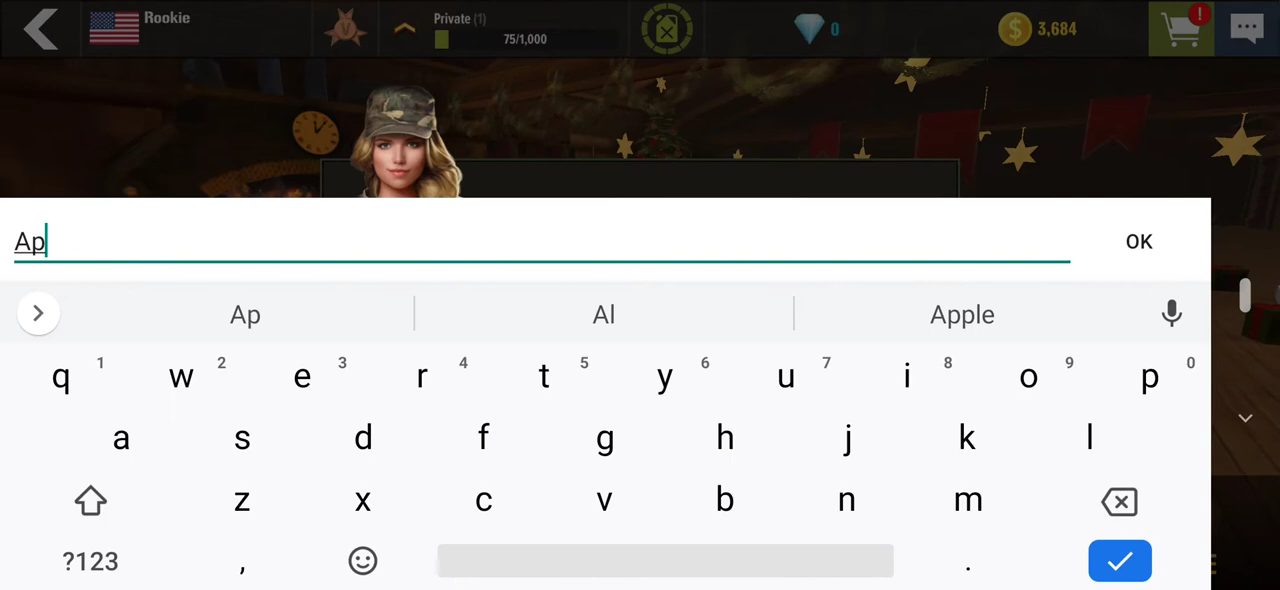 Rookie
Private (1)
75/1,000
0
3,684
!
Ap
OK
Ap
Al
Apple
q 1 w 2 e 3 r 4 t 5 y 6 u 7 i 8 o 9 p 0
a s d f g h j k l
z x c v b n m
?123 , .